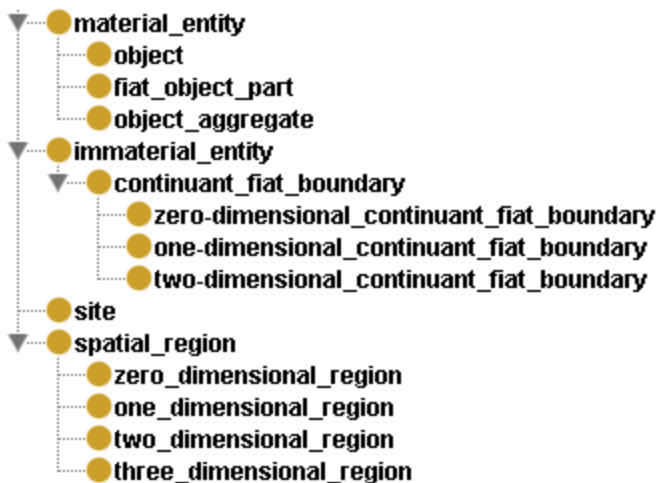 material_entity
object
fiat_object_part
object_aggregate
immaterial_entity
continuant_fiat_boundary
zero-dimensional_continuant_fiat_boundary
one-dimensional_continuant_fiat_boundary
two-dimensional_continuant_fiat_boundary
site
spatial_region
zero_dimensional_region
one_dimensional_region
two_dimensional_region
three_dimensional_region